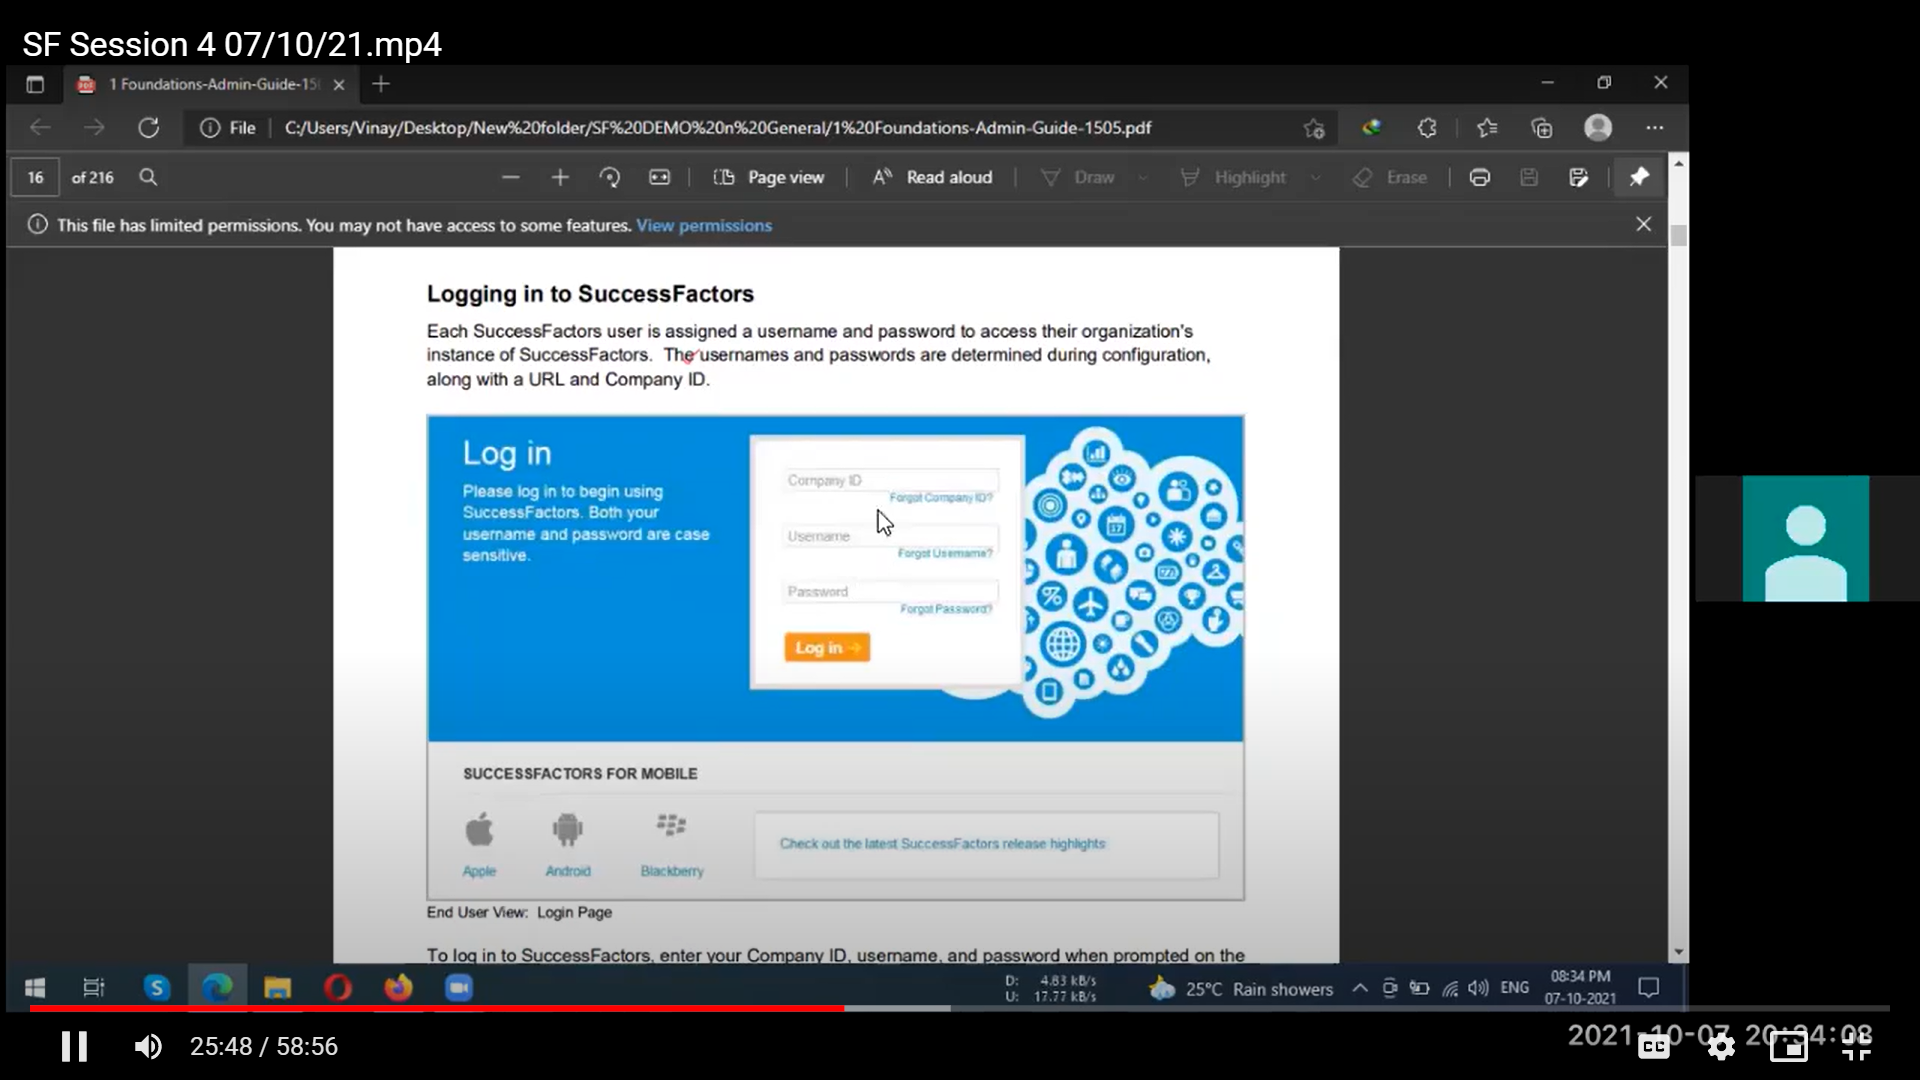 SF Session 4 07/10/21.mp4
1 Foundations-Admin-Guide-15
File
C:/Users/Vinay/Desktop/New%20folder/SF%20DEMO%20n%20General/1%20Foundations-Admin-Guide-1505.pdf
16 of 216
Page view
Read aloud
Draw
Highlight
Erase
This file has limited permissions. You may not have access to some features. View permissions
Logging in to SuccessFactors
Each SuccessFactors user is assigned a username and password to access their organization's
instance of SuccessFactors. The usernames and passwords are determined during configuration,
along with a URL and Company ID.
Log in
Please log in to begin using
SuccessFactors. Both your
username and password are case
sensitive.
Company ID
Forgot Company ID?
Username
Forgot Username?
Password
Forgot Password?
Log in
17
SUCCESSFACTORS FOR MOBILE
Apple
Android
Blackberry
Check out the latest SuccessFactors release highlights
End User View: Login Page
To log in to SuccessFactors, enter your Company ID, username, and password when prompted on the
D: 4.83 kB/s
U: 17.77 kB/s
25°C Rain showers
ENG
08:34 PM
07-10-2021
25:48 / 58:56
2021-10-07 20:34:08
CC